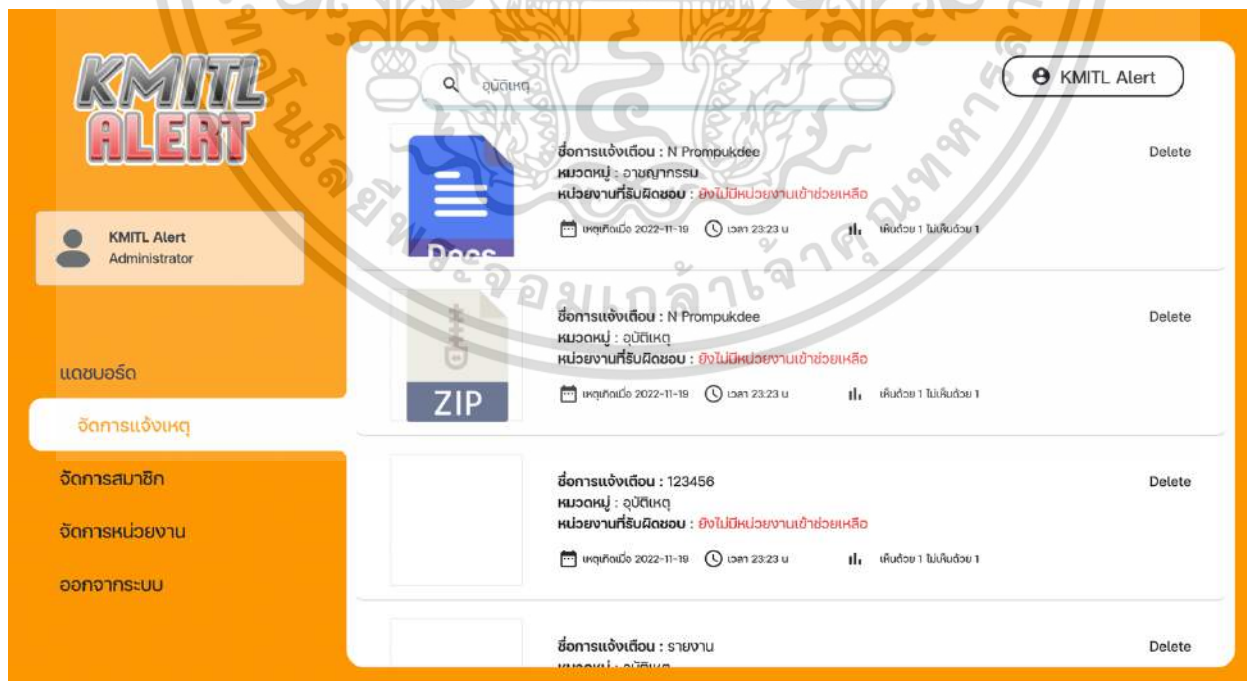 KMITL
ALERT
KMITL Alert
Administrator
แดชบอร์ด
จัดการแจ้งเหตุ
จัดการสมาชิก
จัดการหน่วยงาน
ออกจากระบบ
อุบัติเหตุ
KMITL Alert
Docs
ชื่อการแจ้งเตือน : N Prompukdee
Delete
หมวดหมู่ : อาชญากรรม
หน่วยงานที่รับผิดชอบ : ยังไม่มีหน่วยงานเข้าช่วยเหลือ
เหตุเกิดเมื่อ 2022-11-19 เวลา 23:23 น เห็นด้วย 1 ไม่เห็นด้วย 1
ZIP
ชื่อการแจ้งเตือน : N Prompukdee
Delete
หมวดหมู่ : อุบัติเหตุ
หน่วยงานที่รับผิดชอบ : ยังไม่มีหน่วยงานเข้าช่วยเหลือ
เหตุเกิดเมื่อ 2022-11-19 เวลา 23:23 น เห็นด้วย 1 ไม่เห็นด้วย 1
ชื่อการแจ้งเตือน : 123456
Delete
หมวดหมู่ : อุบัติเหตุ
หน่วยงานที่รับผิดชอบ : ยังไม่มีหน่วยงานเข้าช่วยเหลือ
เหตุเกิดเมื่อ 2022-11-19 เวลา 23:23 น เห็นด้วย 1 ไม่เห็นด้วย 1
ชื่อการแจ้งเตือน : รายงาน
Delete
หมวดหมู่ : อุบัติเหตุ